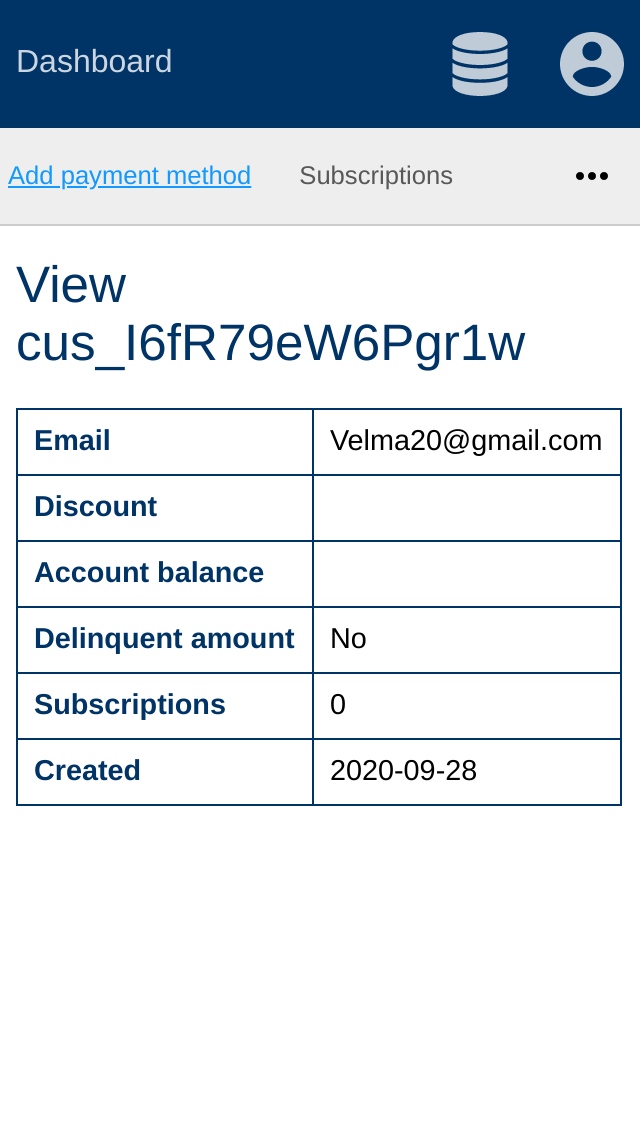 Dashboard
Add payment method Subscriptions
View
cus_I6fR79eW6Pgr1w
Email Velma20@gmail.com
Discount
Account balance
Delinquent amount No
Subscriptions 0
Created 2020-09-28